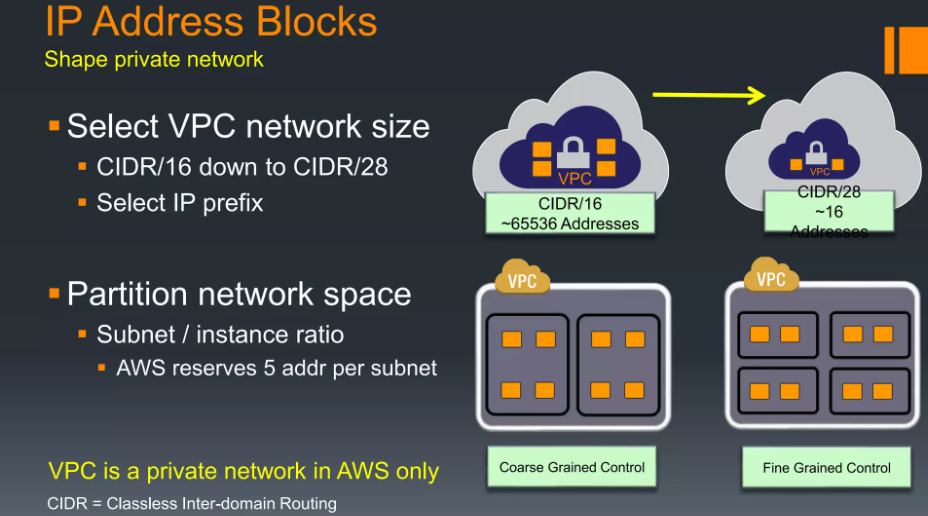 IP Address Blocks
Shape private network
Select VPC network size
CIDR/16 down to CIDR/28
Select IP prefix
Partition network space
Subnet / instance ratio
AWS reserves 5 addr per subnet
VPC is a private network in AWS only
CIDR = Classless Inter-domain Routing
VPC
CIDR/16
~65536 Addresses
VPC
CIDR/28
~16
Addresses
VPC
Coarse Grained Control
VPC
Fine Grained Control